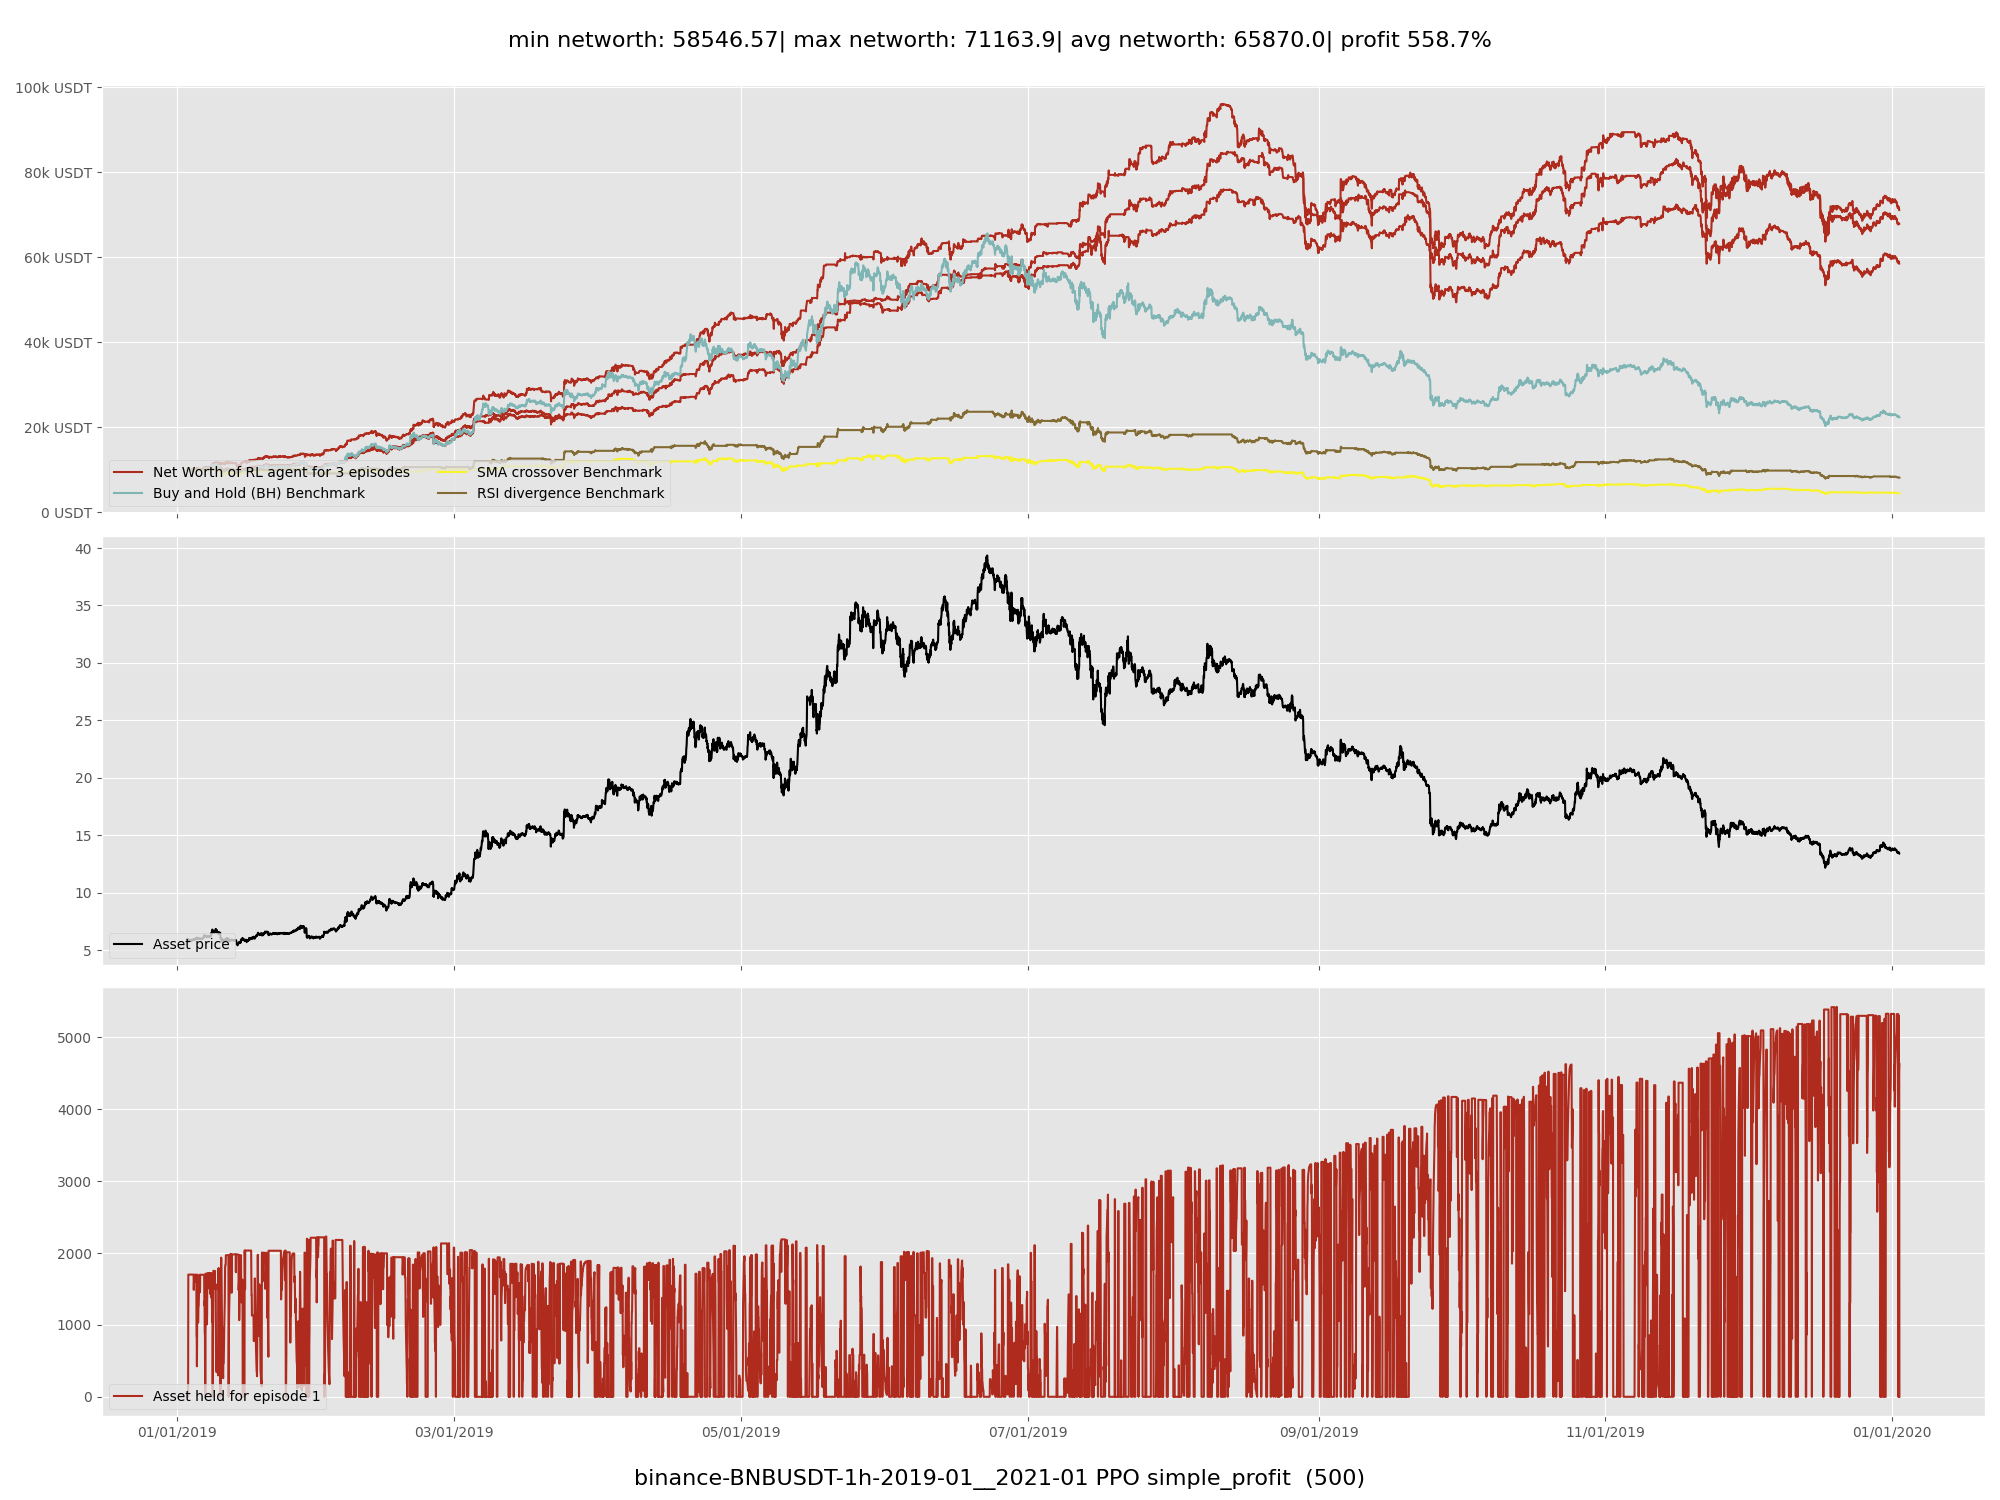 min networth: 58546.57| max networth: 71163.9| avg networth: 65870.0| profit 558.7%
100k USDT
80k USDT
60k USDT
40k USDT
20k USDT
0 USDT
Net Worth of RL agent for 3 episodes
Buy and Hold (BH) Benchmark
SMA crossover Benchmark
RSI divergence Benchmark
40
35
30
25
20
15
10
5
Asset price
5000
4000
3000
2000
1000
0
Asset held for episode 1
01/01/2019 03/01/2019 05/01/2019 07/01/2019 09/01/2019 11/01/2019 01/01/2020
binance-BNBUSDT-1h-2019-01__2021-01 PPO simple_profit (500)